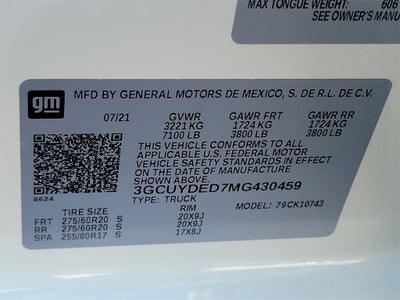 MAX TONGUE WEIGHT: 606
SEE OWNER'S MANUA
gm
MFD BY GENERAL MOTORS DE MEXICO, S. DE R.L. DE C.V.
07/21 GVWR GAWR FRT GAWR RR
3221 KG 1724 KG 1724 KG
7100 LB 3800 LB 3800 LB
THIS VEHICLE CONFORMS TO ALL
APPLICABLE U.S. FEDERAL MOTOR
VEHICLE SAFETY STANDARDS IN EFFECT
ON THE DATE OF MANUFACTURE SHOWN
ABOVE.
3GCUYDED7MG430459
8624 TYPE: TRUCK 79CK10743
TIRE SIZE RIM
FRT 275/60R20 S 20X9J
RR 275/60R20 S 20X9J
SPA 255/80R17 S 17X8J